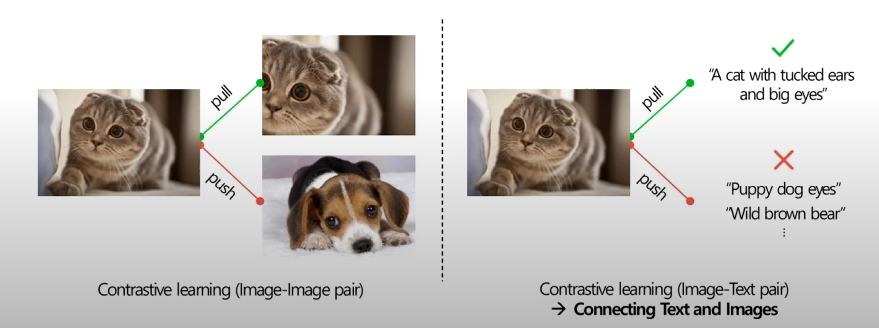 pull
push
Contrastive learning (Image-Image pair)
pull
push
“A cat with tucked ears
and big eyes”
“Puppy dog eyes”
“Wild brown bear”
⋮
Contrastive learning (Image-Text pair)
→ Connecting Text and Images